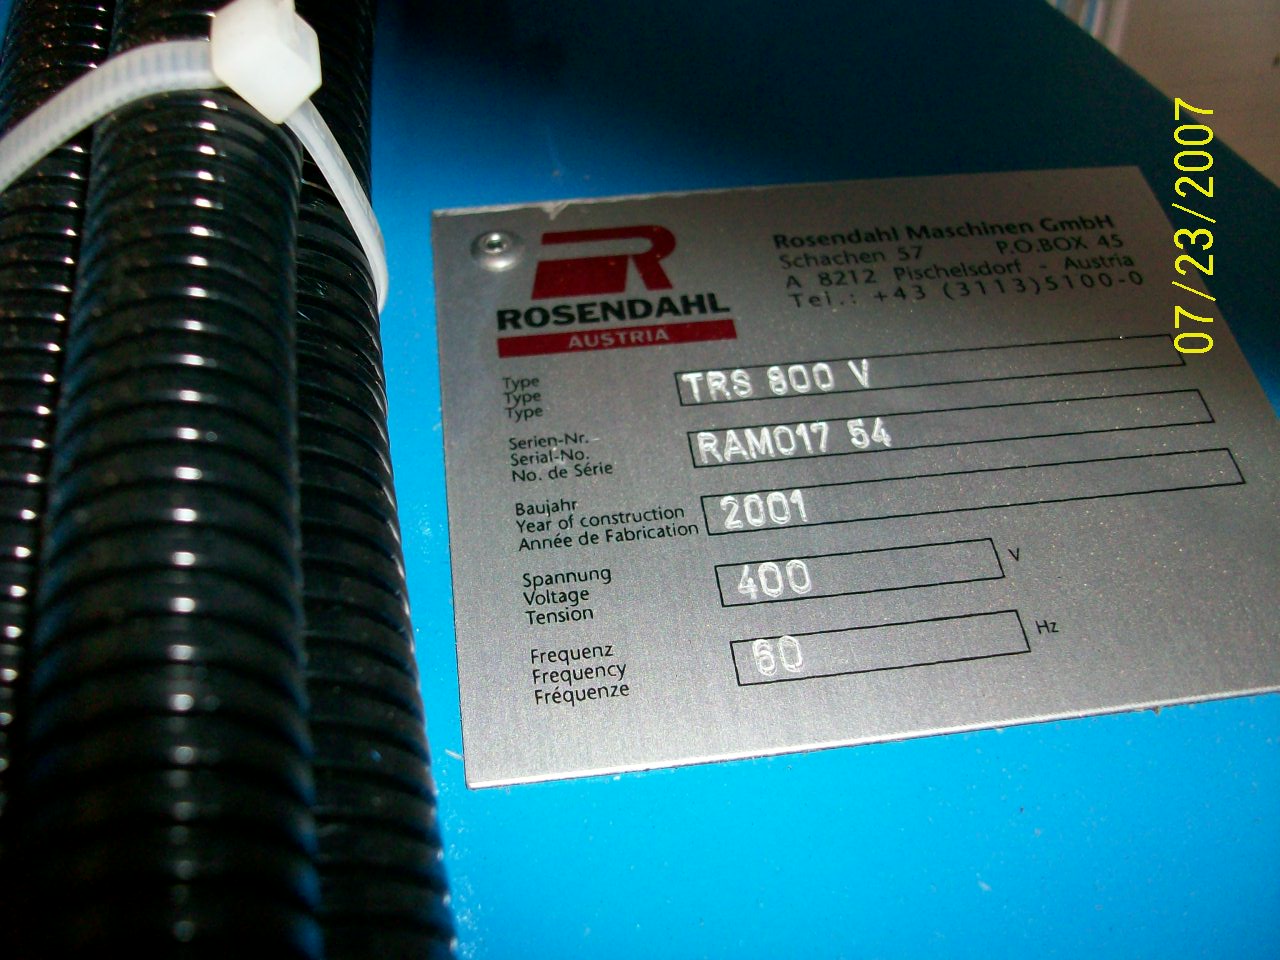 ROSENDAHL
AUSTRIA
Rosendahl Maschinen GmbH
Schachen 57 P.O.BOX 45
A 8212 Pischelsdorf - Austria
Tel.: +43 (3113)5100-0
Type
Type
Type
TRS 800 V
Serien-Nr.
Serial-No.
No. de Série
RAM017 54
Baujahr
Year of construction
Année de Fabrication
2001
Spannung
Voltage
Tension
400 V
Frequenz
Frequency
Fréquenze
60 Hz
07/23/2007